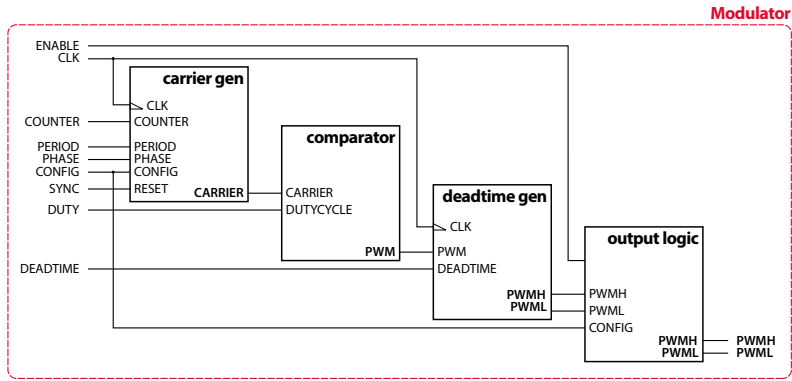 Modulator
ENABLE
CLK
carrier gen
CLK
COUNTER COUNTER
comparator
PERIOD PERIOD
PHASE PHASE
CONFIG CONFIG
SYNC RESET CARRIER CARRIER
deadtime gen
DUTY DUTYCYCLE
CLK
output logic
PWM PWM
DEADTIME DEADTIME
PWMH PWMH
PWML PWML
CONFIG
PWMH PWMH
PWML PWML